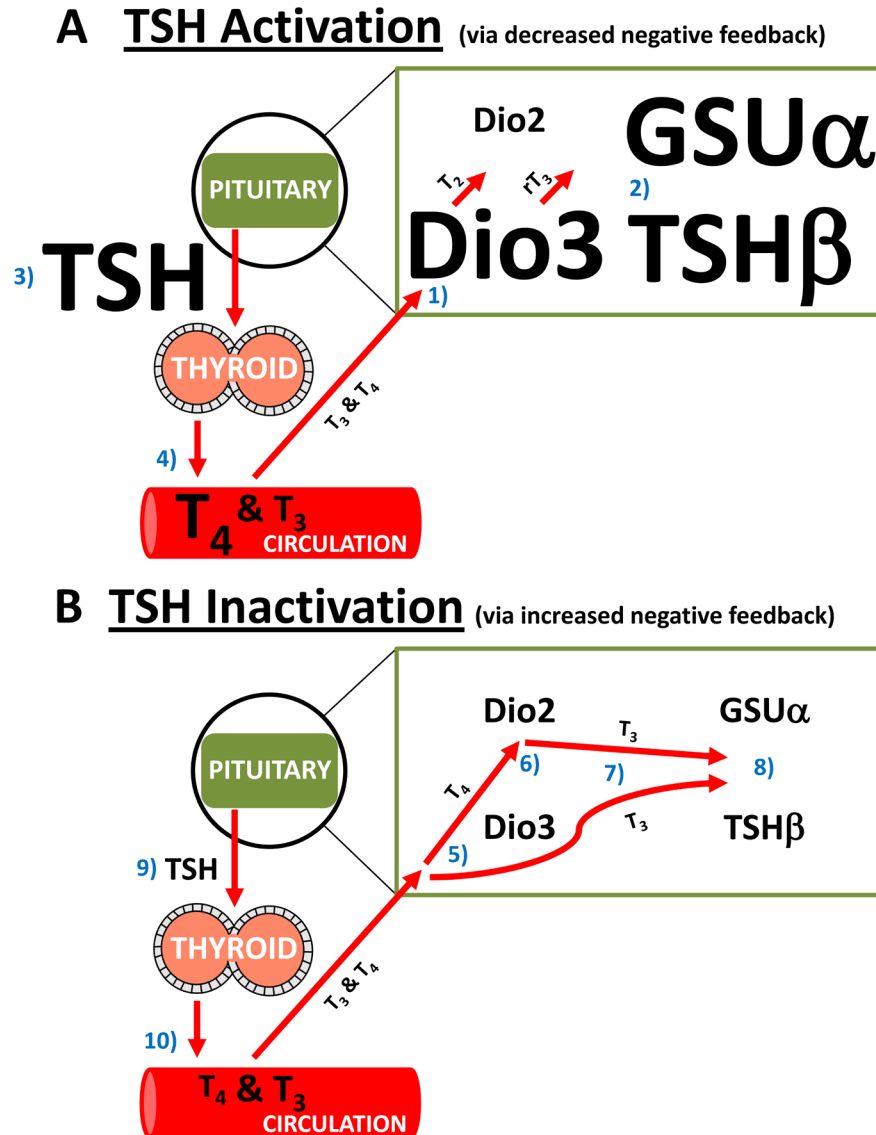 A TSH Activation (via decreased negative feedback)
Dio2
GSUα
PITUITARY
T₂
rT₃
2)
Dio3 TSHβ
3) TSH
1)
THYROID
T₃ & T₄
4)
T₄ & T₃
CIRCULATION
B TSH Inactivation (via increased negative feedback)
Dio2
GSUα
T₃
PITUITARY
6)
7)
8)
T₄
Dio3
T₃
TSHβ
5)
9) TSH
THYROID
T₃ & T₄
10)
T₄ & T₃
CIRCULATION